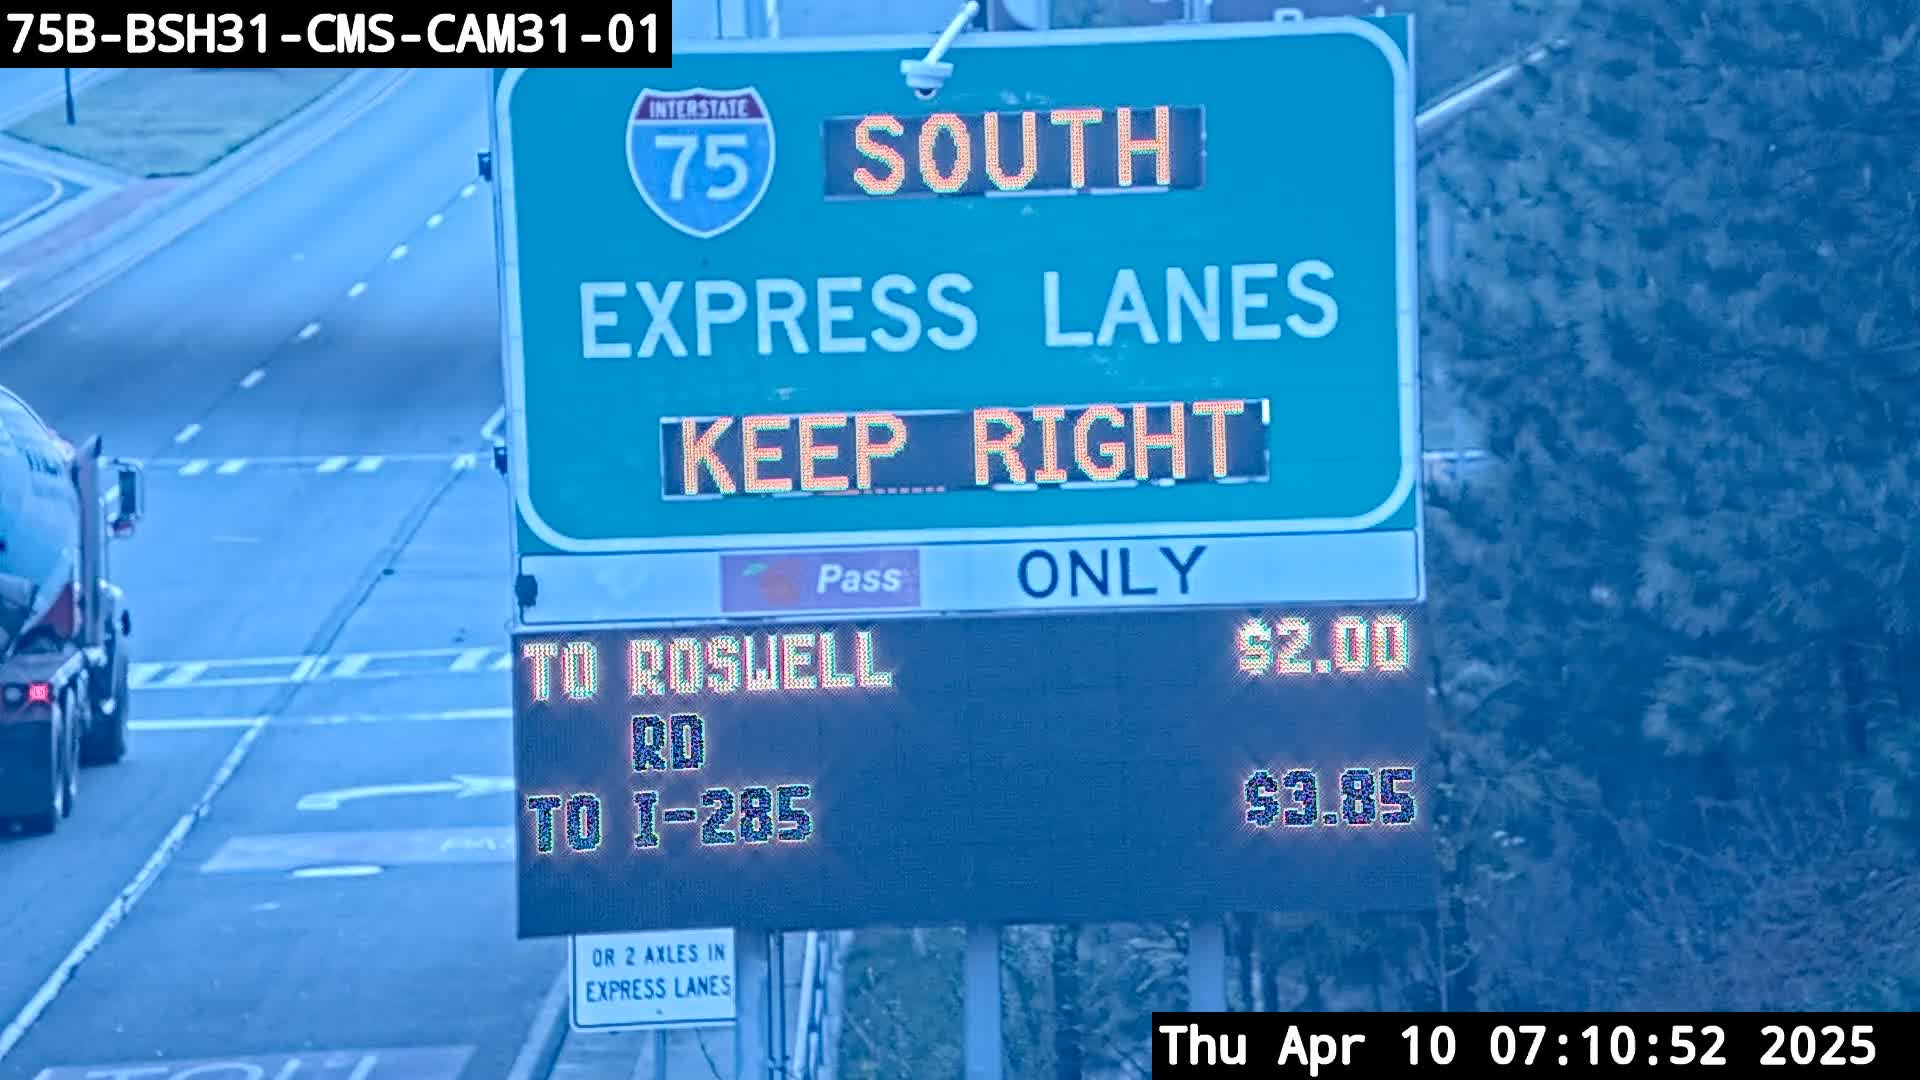 75B-BSH31-CMS-CAM31-01
INTERSTATE
75
SOUTH
EXPRESS LANES
KEEP RIGHT
Pass ONLY
TO ROSWELL $2.00
RD
TO I-285 $3.85
OR 2 AXLES IN
EXPRESS LANES
Thu Apr 10 07:10:52 2025